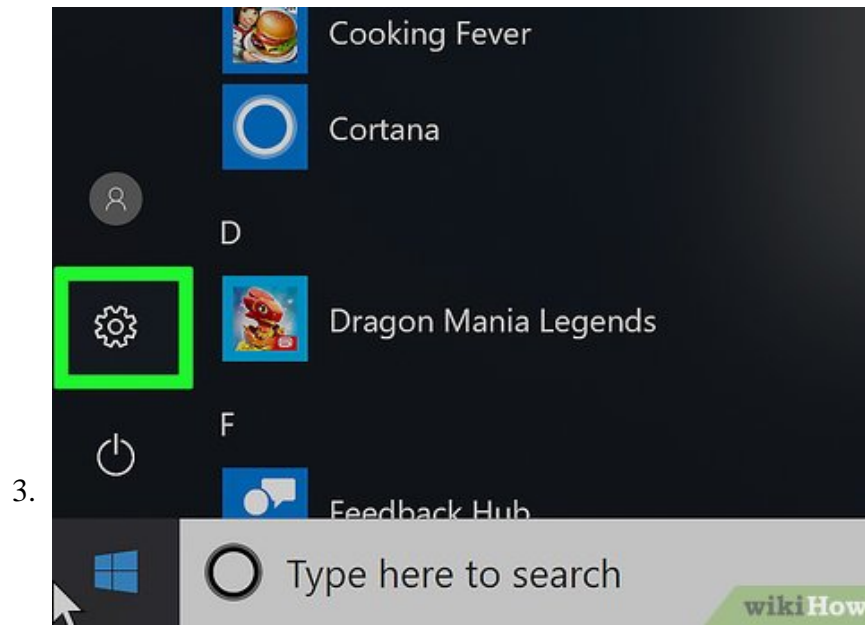 Cooking Fever
Cortana
D
Dragon Mania Legends
F
3.
Feedback Hub
Type here to search
wikiHow